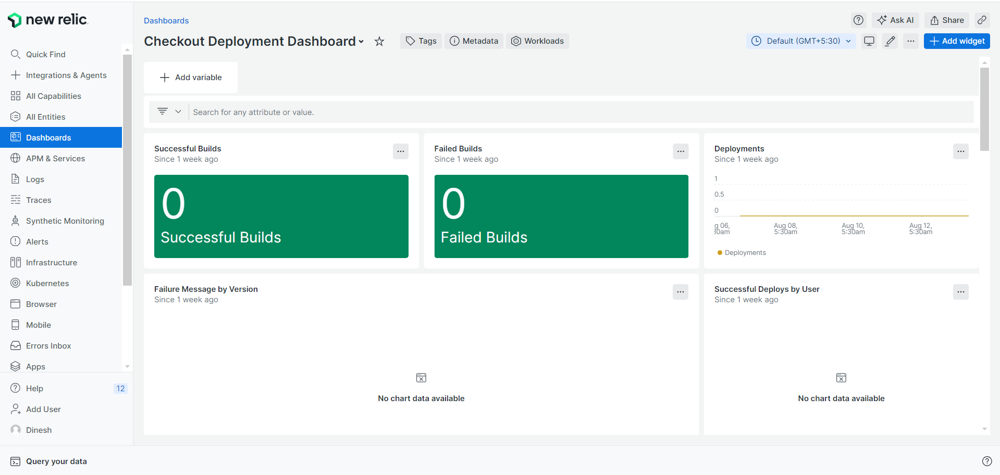 new relic
Quick Find
Integrations & Agents
All Capabilities
All Entities
Dashboards
APM & Services
Logs
Traces
Synthetic Monitoring
Alerts
Infrastructure
Kubernetes
Browser
Mobile
Errors Inbox
Apps
Help 12
Add User
Dinesh
Query your data
Dashboards
Ask AI
Share
Checkout Deployment Dashboard
Tags
Metadata
Workloads
Default (GMT+5:30)
Add widget
Add variable
Search for any attribute or value.
Successful Builds
Since 1 week ago
0
Successful Builds
Failed Builds
Since 1 week ago
0
Failed Builds
Deployments
Since 1 week ago
1
0.5
0
g 06,
30am
Aug 08,
5:30am
Aug 10,
5:30am
Aug 12,
5:30am
Deployments
Failure Message by Version
Since 1 week ago
No chart data available
Successful Deploys by User
Since 1 week ago
No chart data available